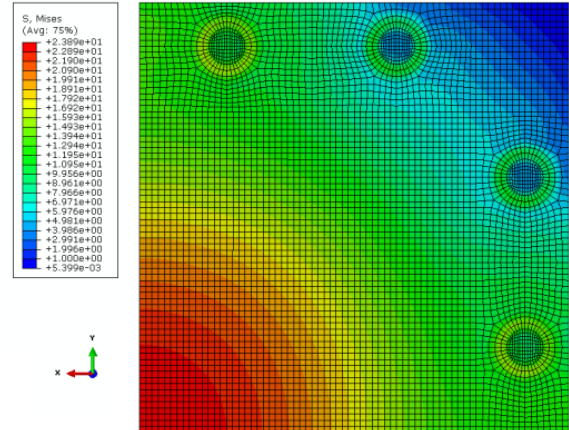 S, Mises
(Avg: 75%)
+2.389e+01
+2.289e+01
+2.190e+01
+2.090e+01
+1.991e+01
+1.891e+01
+1.792e+01
+1.692e+01
+1.593e+01
+1.493e+01
+1.394e+01
+1.294e+01
+1.195e+01
+1.095e+01
+9.956e+00
+8.961e+00
+7.966e+00
+6.971e+00
+5.976e+00
+4.981e+00
+3.986e+00
+2.991e+00
+1.996e+00
+1.000e+00
+5.399e-03
Y
X